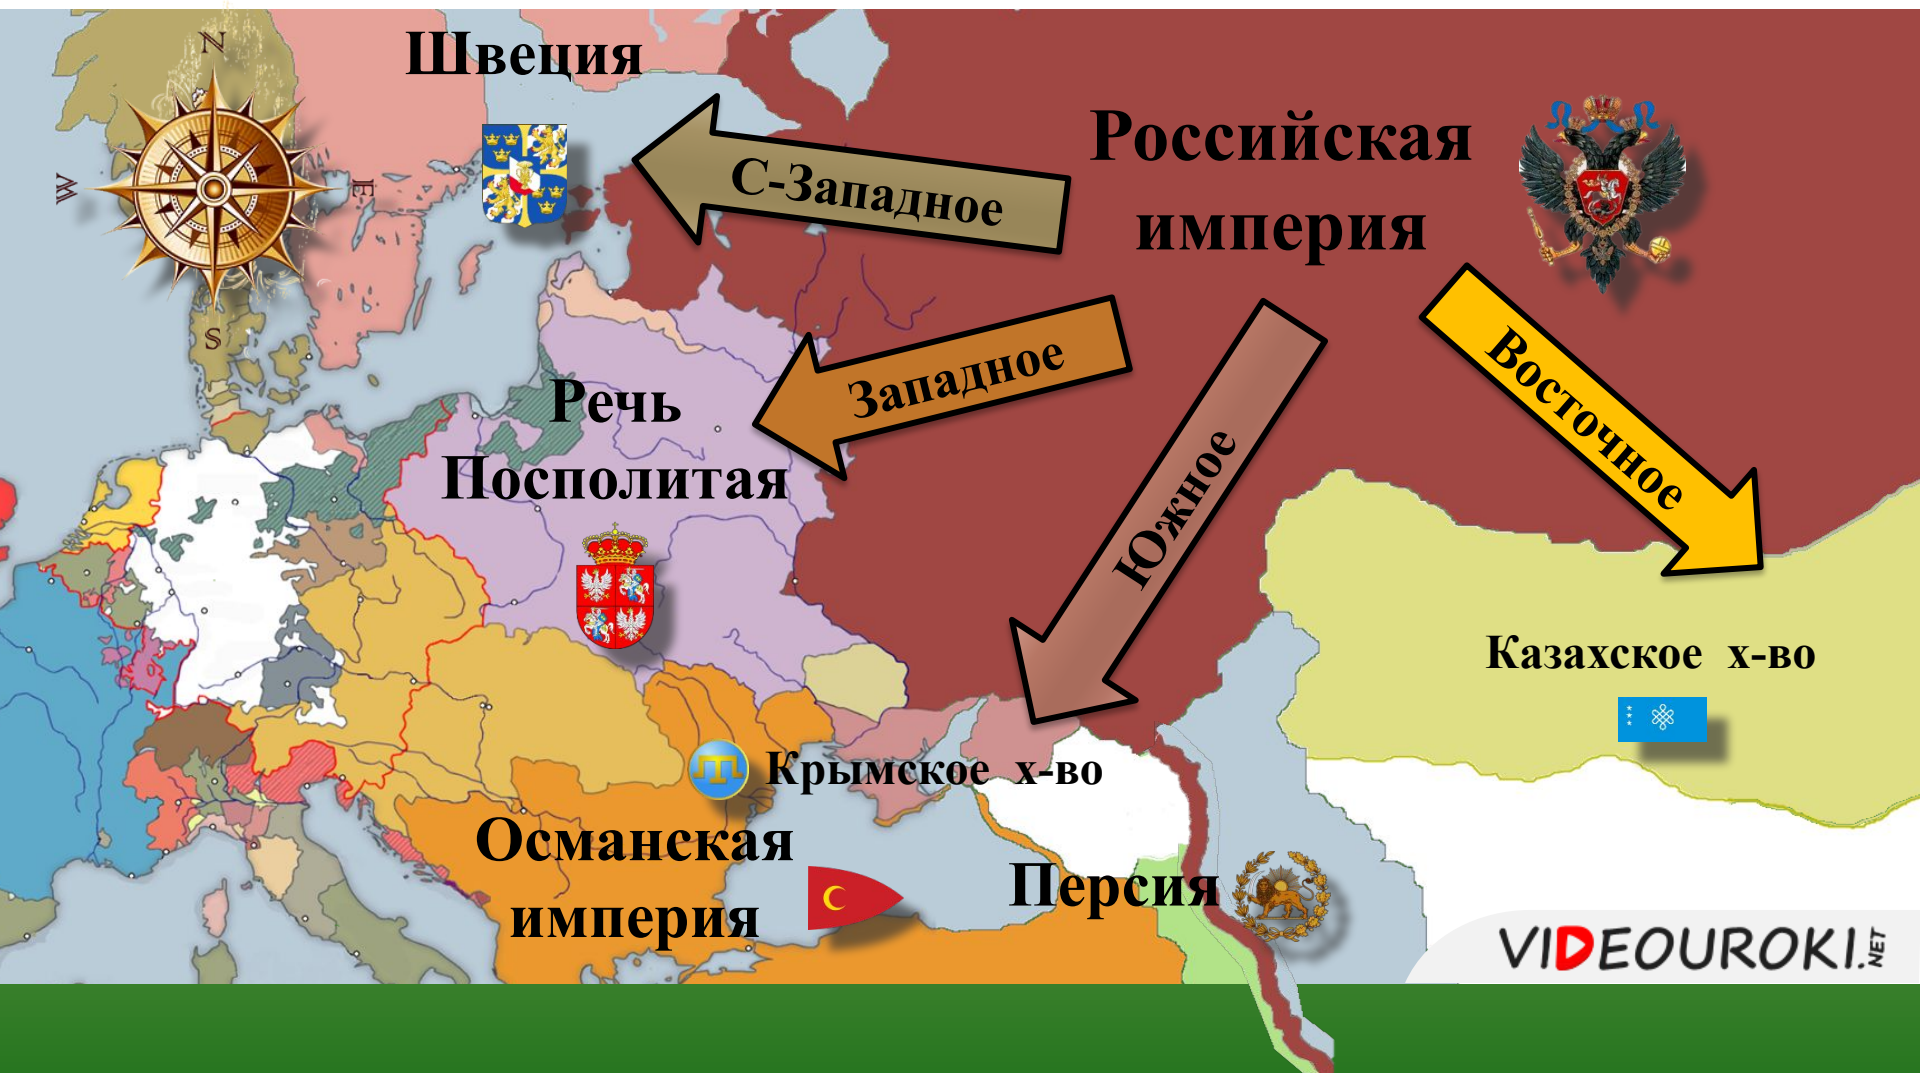 Швеция
N
W
E
S
С-Западное
Российская
империя
Западное
Южное
Восточное
Речь
Посполитая
Казахское х-во
Крымское х-во
Османская
империя
Персия
VIDEOUROKI.NET